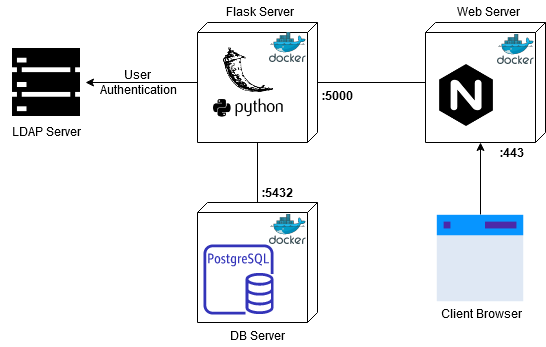 Flask Server
Web Server
docker
docker
User
Authentication
python
:5000
LDAP Server
:443
:5432
docker
PostgreSQL
Client Browser
DB Server